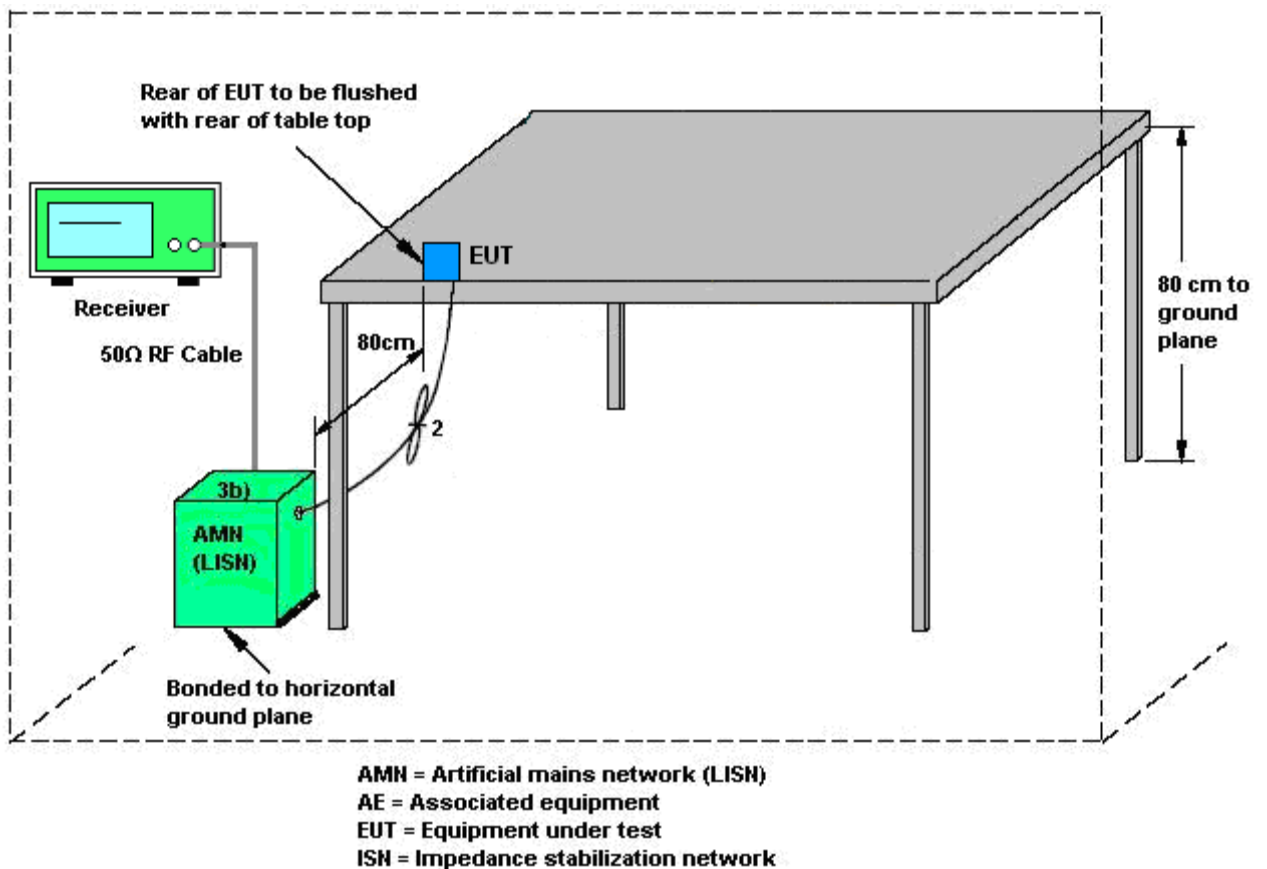 Rear of EUT to be flushed
with rear of table top
EUT
Receiver
50Ω RF Cable
80cm
80 cm to
ground
plane
2
3b)
AMN
(LISN)
Bonded to horizontal
ground plane
AMN = Artificial mains network (LISN)
AE = Associated equipment
EUT = Equipment under test
ISN = Impedance stabilization network